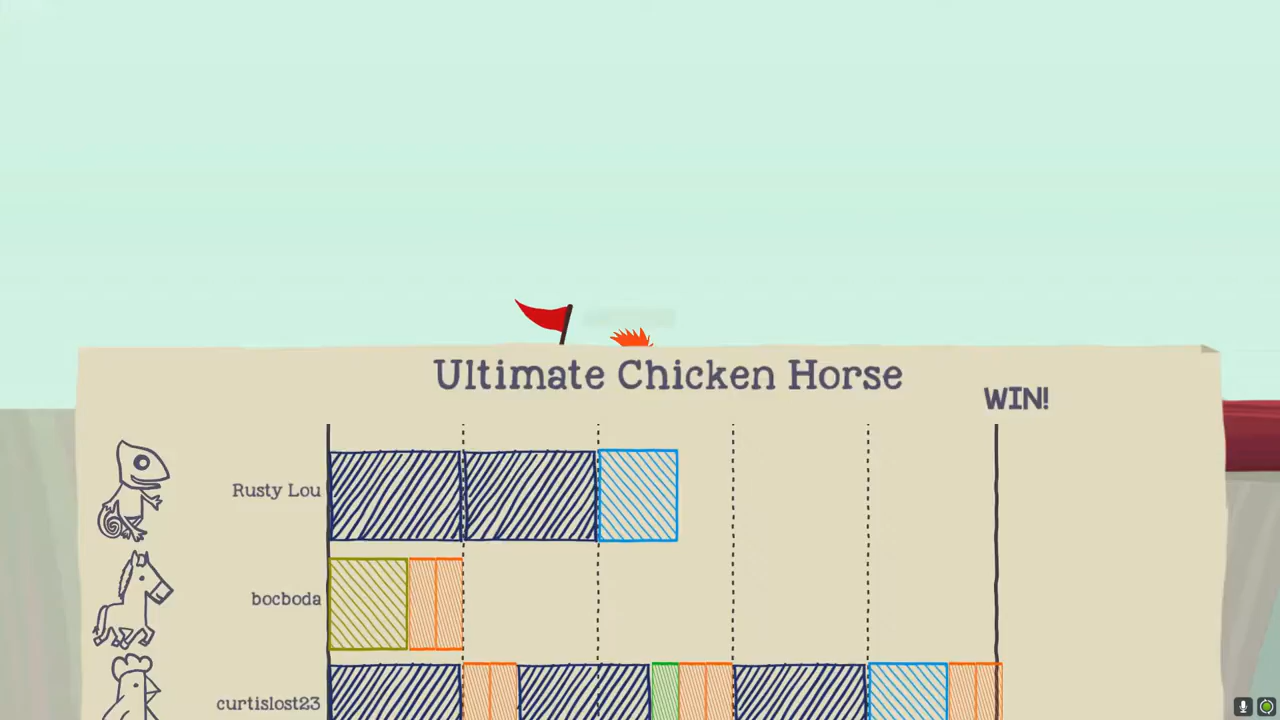 Ultimate Chicken Horse
WIN!
Rusty Lou
bocboda
curtislost23